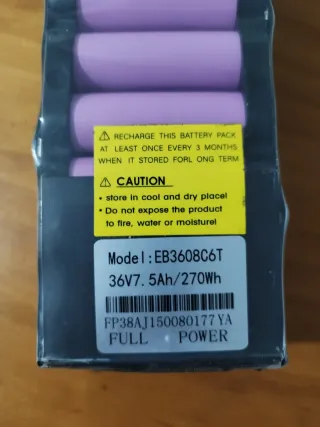 ⚠ RECHARGE THIS BATTERY PACK
AT LEAST ONCE EVERY 3 MONTHS
WHEN IT STORED FORL ONG TERM
⚠ CAUTION
• store in cool and dry place!
• Do not expose the product
to fire, water or moisture!
Model:EB3608C6T
36V7.5Ah/270Wh
FP38AJ150080177YA
FULL POWER